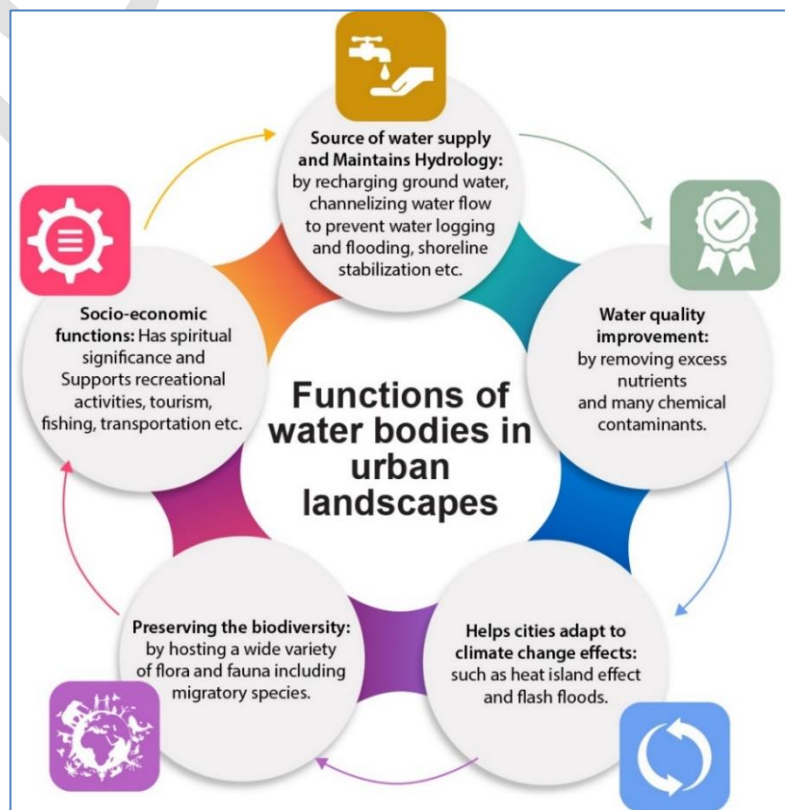 Source of water supply
and Maintains Hydrology:
by recharging ground water,
channelizing water flow
to prevent water logging
and flooding, shoreline
stabilization etc.
Water quality
improvement:
by removing excess
nutrients
and many chemical
contaminants.
Helps cities adapt to
climate change effects:
such as heat island effect
and flash floods.
Preserving the biodiversity:
by hosting a wide variety
of flora and fauna including
migratory species.
Socio-economic
functions: Has spiritual
significance and
Supports recreational
activities, tourism,
fishing, transportation etc.
Functions of
water bodies in
urban
landscapes